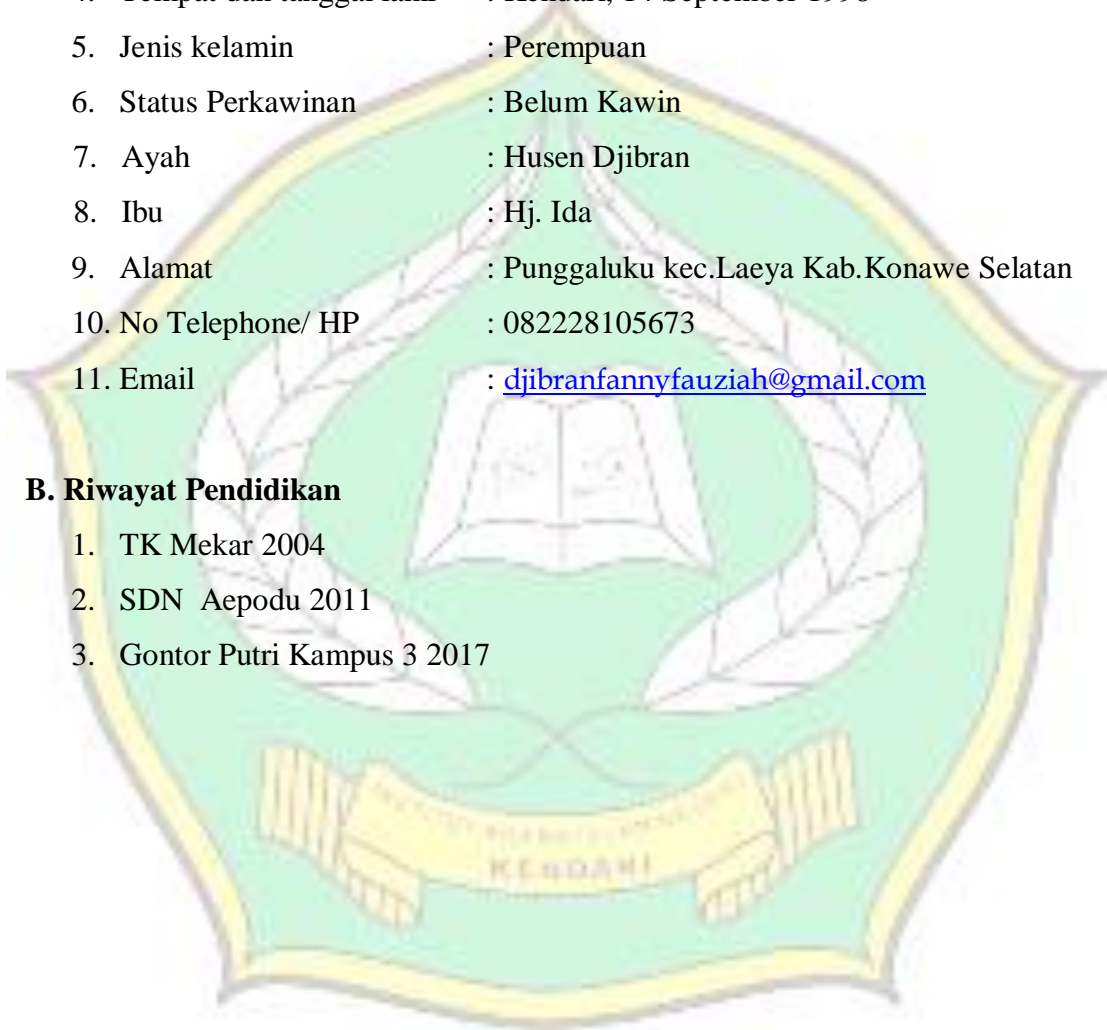 5. Jenis kelamin : Perempuan
6. Status Perkawinan : Belum Kawin
7. Ayah : Husen Djibran
8. Ibu : Hj. Ida
9. Alamat : Punggaluku kec.Laeya Kab.Konawe Selatan
10. No Telephone/ HP : 082228105673
11. Email : djibranfannyfauziah@gmail.com
B. Riwayat Pendidikan
1. TK Mekar 2004
2. SDN Aepodu 2011
3. Gontor Putri Kampus 3 2017
KENDARI